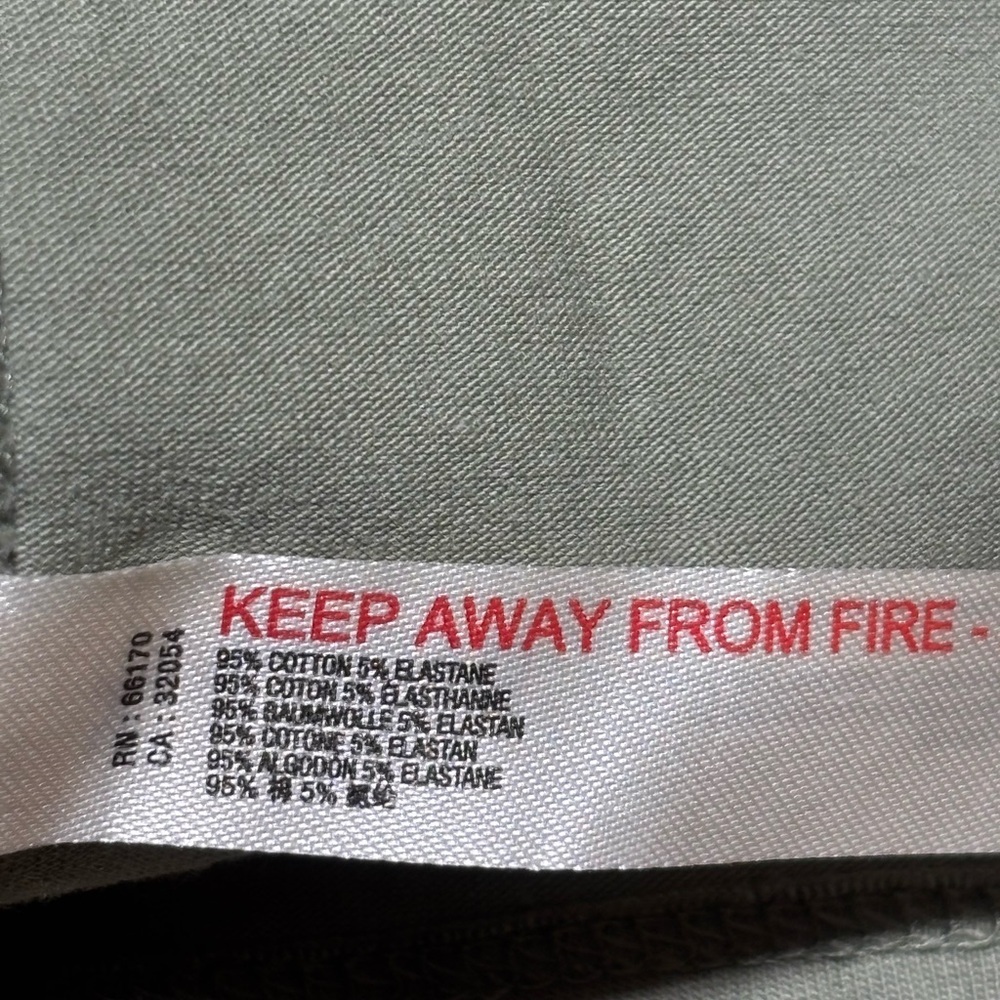 KEEP AWAY FROM FIRE -
95% COTTON 5% ELASTANE
95% COTON 5% ELASTHANNE
95% BAUMWOLLE 5% ELASTAN
95% COTONE 5% ELASTAN
95% ALGODON 5% ELASTANE
95% 棉 5% 氨纶
RN : 66170
CA : 32054